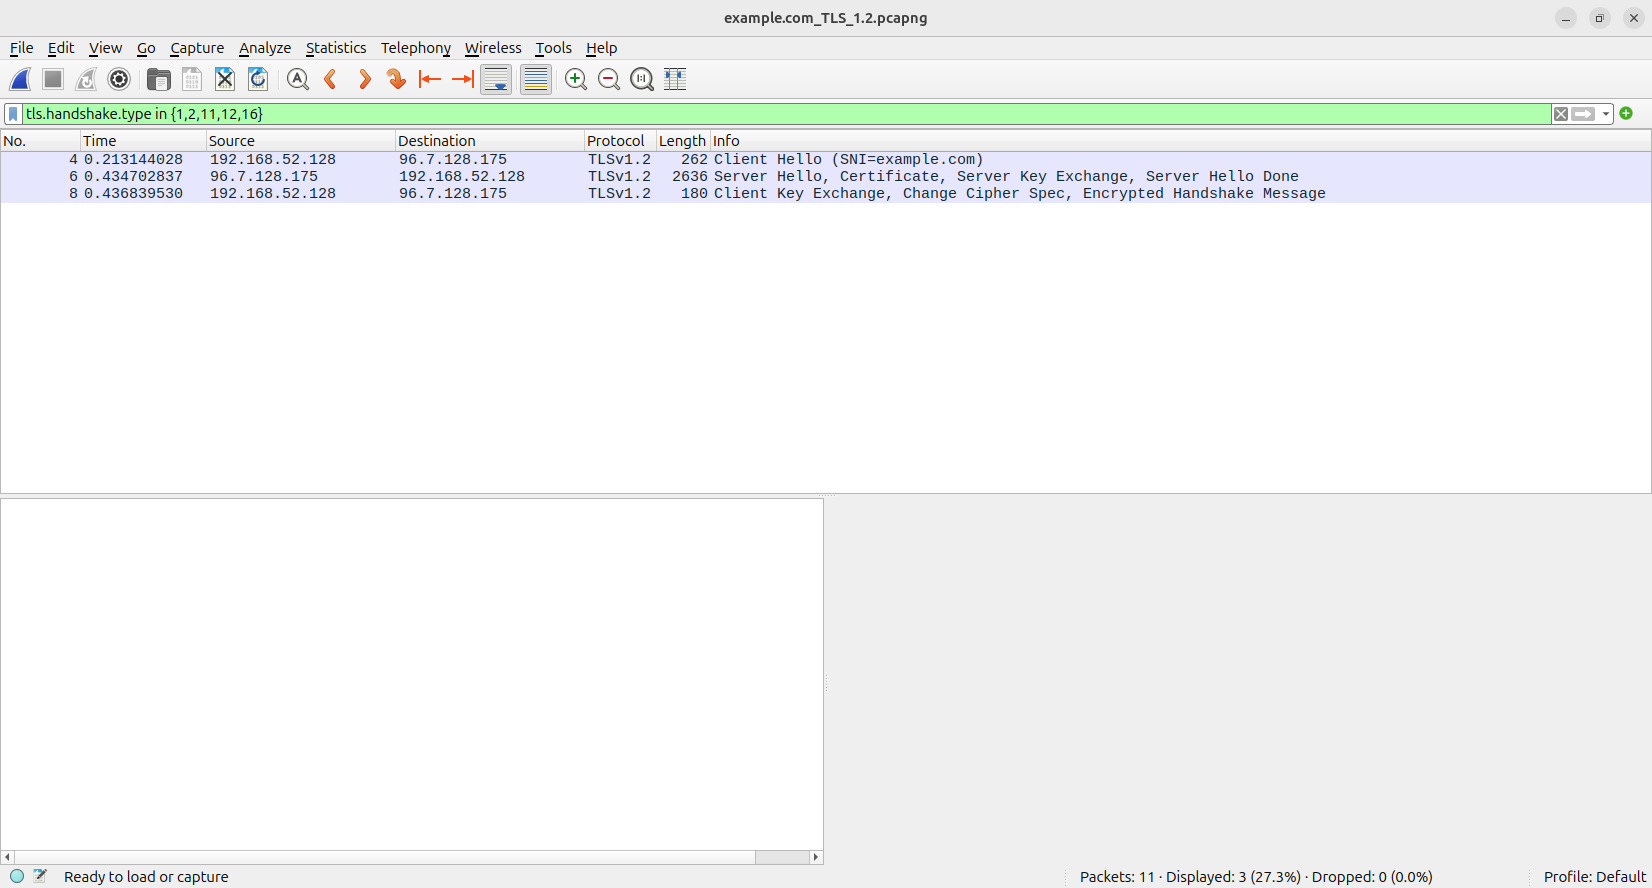 example.com_TLS_1.2.pcapng
File Edit View Go Capture Analyze Statistics Telephony Wireless Tools Help
tls.handshake.type in {1,2,11,12,16}
No. Time Source Destination Protocol Length Info
4 0.213144028 192.168.52.128 96.7.128.175 TLSv1.2 262 Client Hello (SNI=example.com)
6 0.434702837 96.7.128.175 192.168.52.128 TLSv1.2 2636 Server Hello, Certificate, Server Key Exchange, Server Hello Done
8 0.436839530 192.168.52.128 96.7.128.175 TLSv1.2 180 Client Key Exchange, Change Cipher Spec, Encrypted Handshake Message
Ready to load or capture Packets: 11 · Displayed: 3 (27.3%) · Dropped: 0 (0.0%) Profile: Default